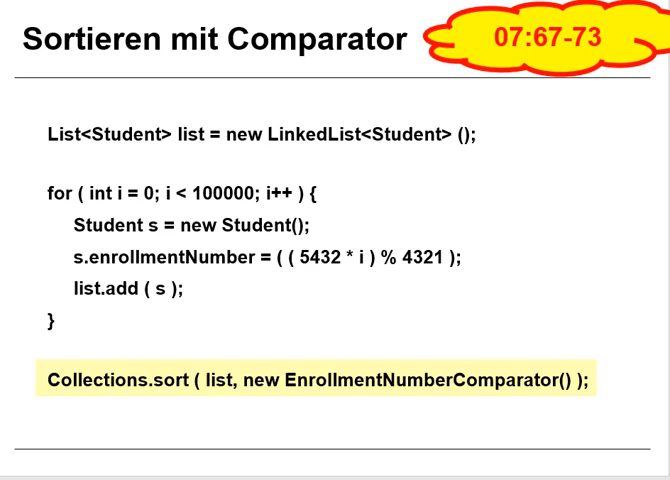 Sortieren mit Comparator
07:67-73
List<Student> list = new LinkedList<Student> ();
for ( int i = 0; i < 100000; i++ ) {
Student s = new Student();
s.enrollmentNumber = ( ( 5432 * i ) % 4321 );
list.add ( s );
}
Collections.sort ( list, new EnrollmentNumberComparator() );